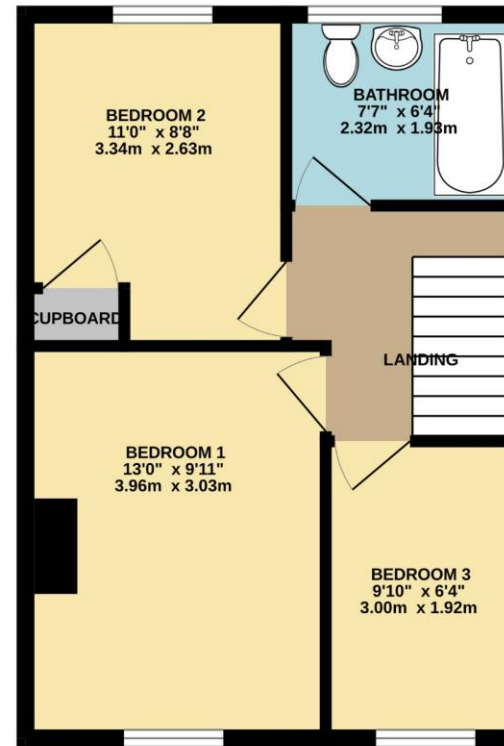 BEDROOM 2
11'0" x 8'8"
3.34m x 2.63m
BATHROOM
7'7" x 6'4"
2.32m x 1.93m
CUPBOARD
LANDING
BEDROOM 1
13'0" x 9'11"
3.96m x 3.03m
BEDROOM 3
9'10" x 6'4"
3.00m x 1.92m